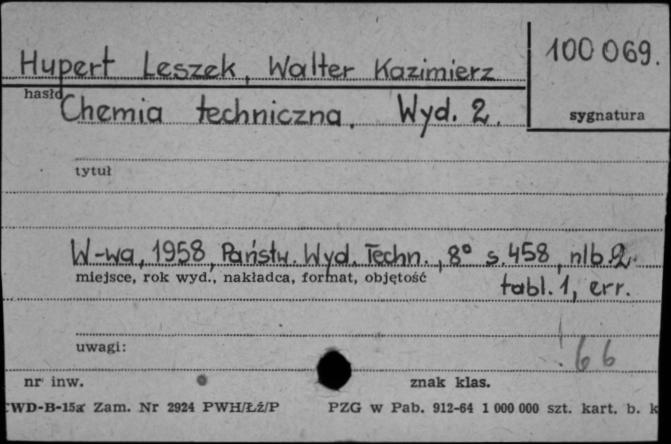 Hupert Leszek, Walter Kazimierz
100 069.
hasło
Chemia techniczna. Wyd. 2.
sygnatura
tytuł
W-wa, 1958, Państw. Wyd. Techn., 8° s. 458, nlb. 2.
miejsce, rok wyd., nakładca, format, objętość
tabl. 1, err.
uwagi:
66
nr inw.
znak klas.
CWD-B-15a Zam. Nr 2924 PWH/Łź/P PZG w Pab. 912-64 1 000 000 szt. kart. b. k